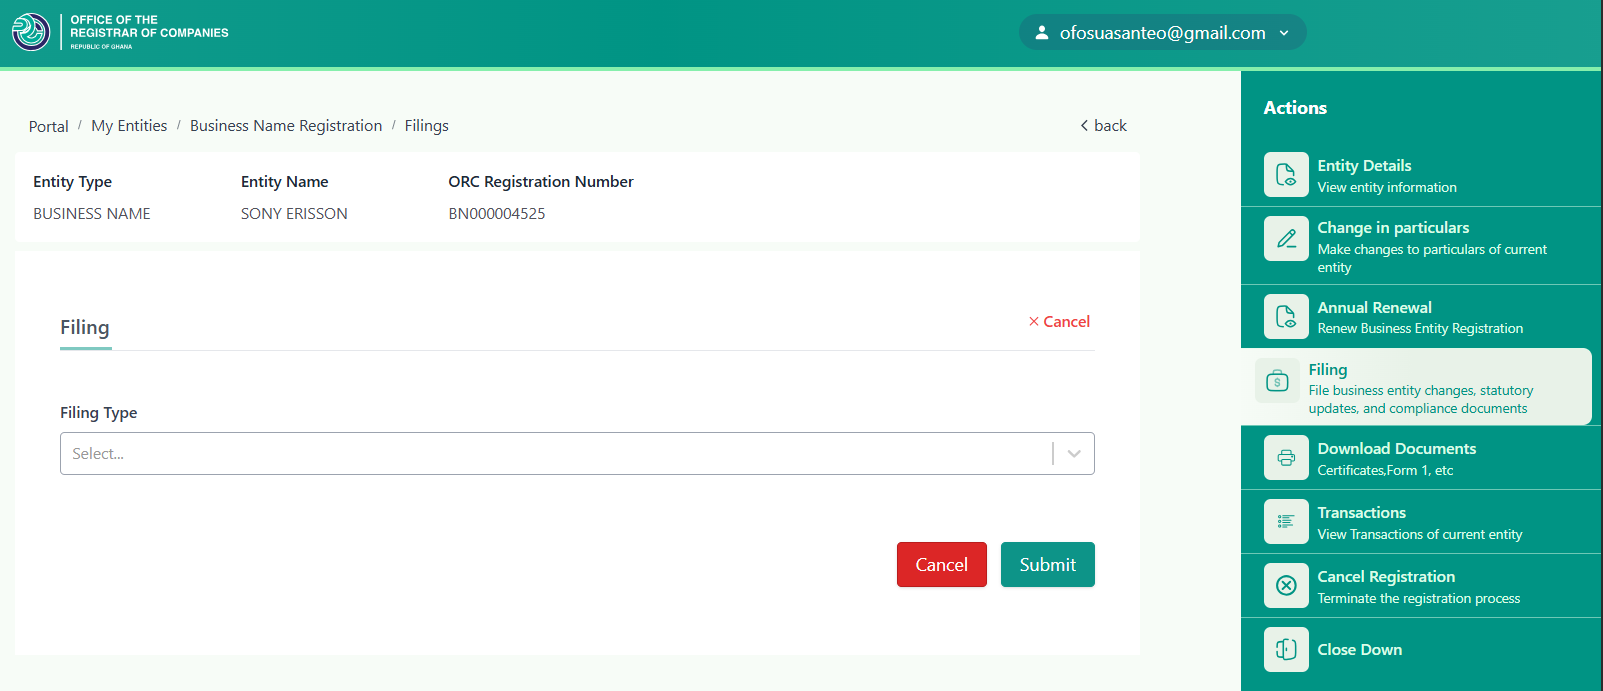 OFFICE OF THE
REGISTRAR OF COMPANIES
REPUBLIC OF GHANA
ofosuasanteo@gmail.com
Portal / My Entities / Business Name Registration / Filings
back
Entity Type
Entity Name
ORC Registration Number
BUSINESS NAME
SONY ERISSON
BN000004525
Filing
Cancel
Filing Type
Select...
Cancel
Submit
Actions
Entity Details
View entity information
Change in particulars
Make changes to particulars of current
entity
Annual Renewal
Renew Business Entity Registration
Filing
File business entity changes, statutory
updates, and compliance documents
Download Documents
Certificates,Form 1, etc
Transactions
View Transactions of current entity
Cancel Registration
Terminate the registration process
Close Down